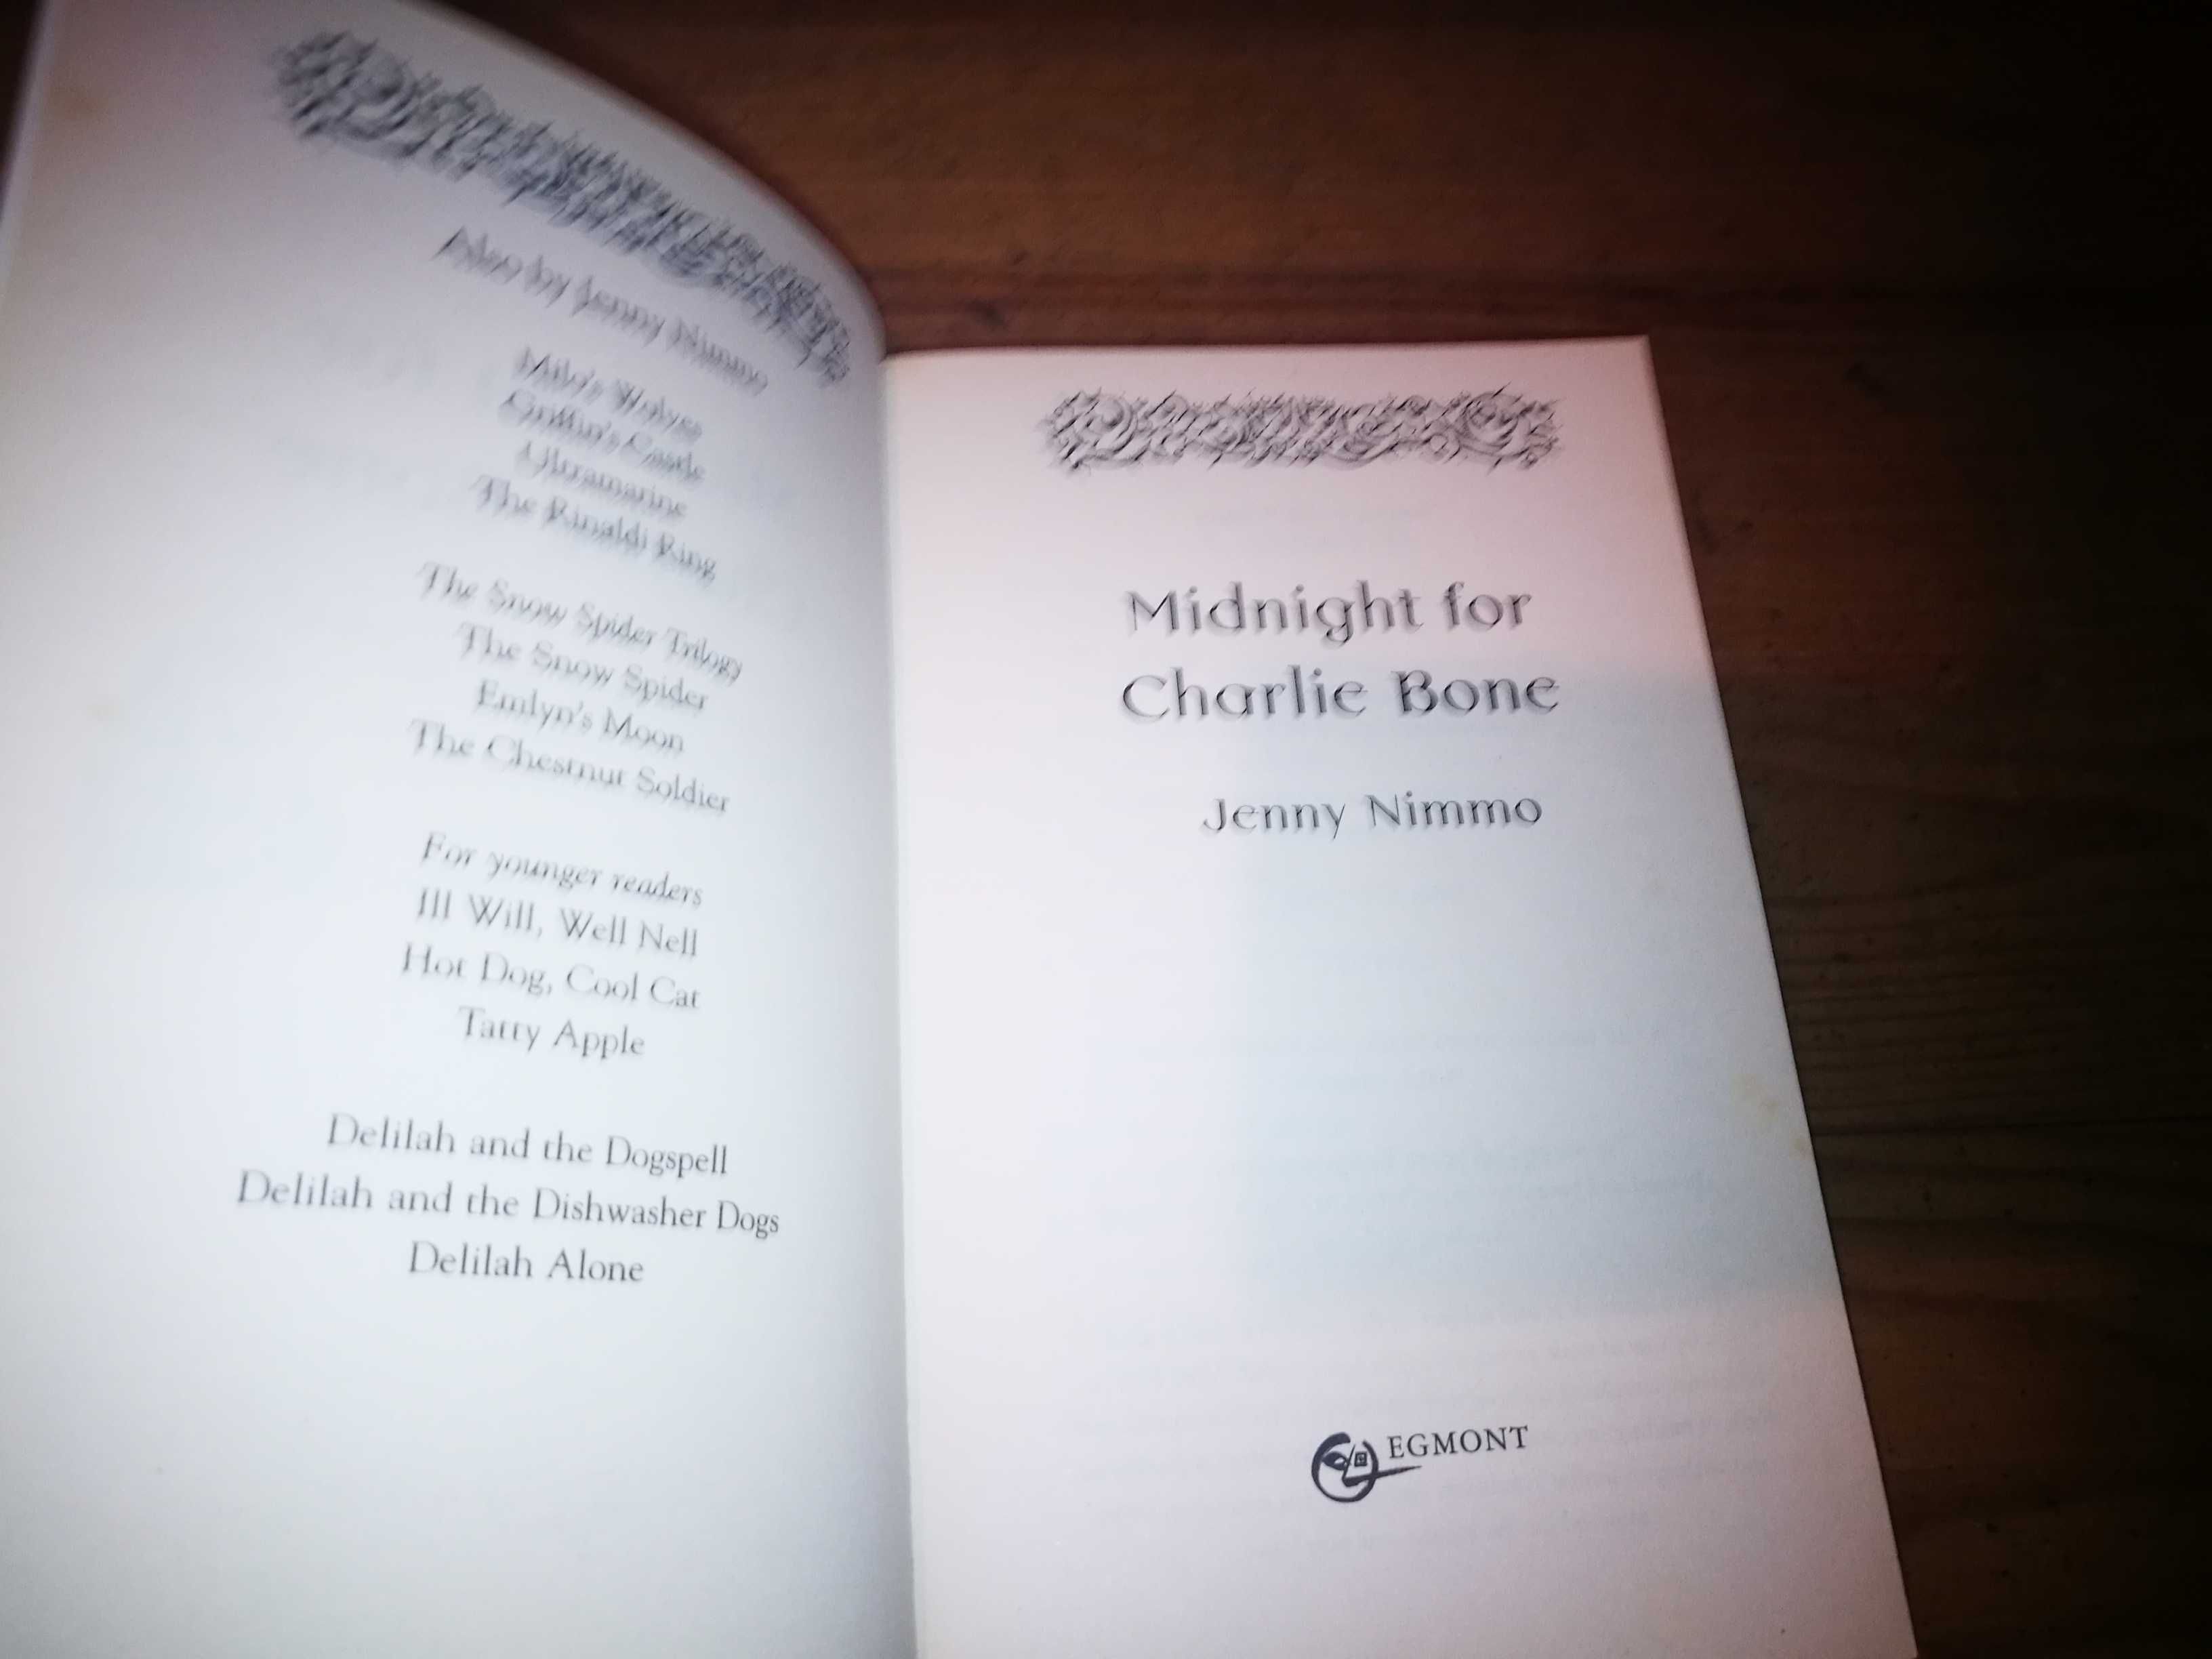 Also by Jenny Nimmo
Milo's Wolves
Griffin's Castle
Ultramarine
The Rinaldi Ring
The Snow Spider Trilogy
The Snow Spider
Emlyn's Moon
The Chestnut Soldier
For younger readers
Ill Will, Well Nell
Hot Dog, Cool Cat
Tatty Apple
Delilah and the Dogspell
Delilah and the Dishwasher Dogs
Delilah Alone
Midnight for
Charlie Bone
Jenny Nimmo
EGMONT